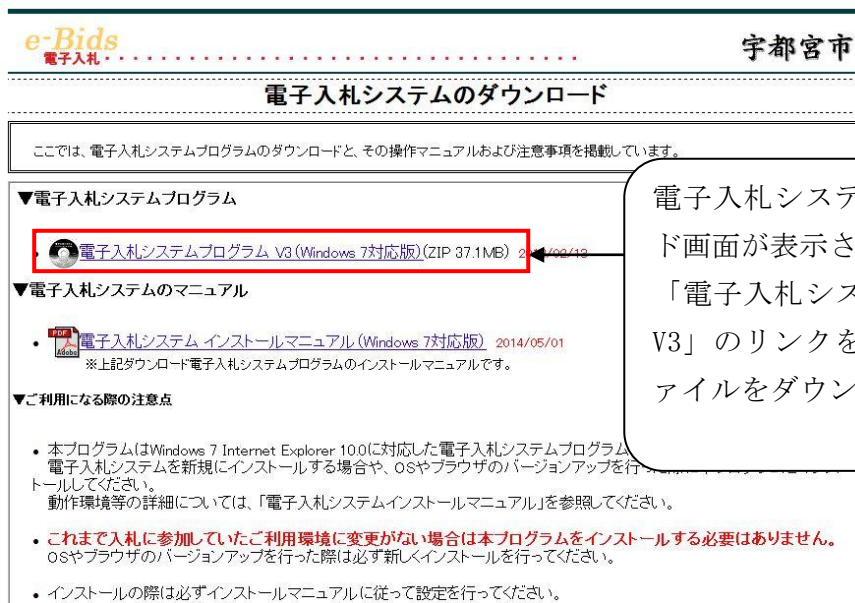 e-Bids
電子入札
宇都宮市
電子入札システムのダウンロード
ここでは、電子入札システムプログラムのダウンロードと、その操作マニュアルおよび注意事項を掲載しています。
▼電子入札システムプログラム
電子入札システムプログラム V3(Windows 7対応版)(ZIP 37.1MB)
▼電子入札システムのマニュアル
電子入札システム インストールマニュアル(Windows 7対応版) 2014/05/01
※上記ダウンロード電子入札システムプログラムのインストールマニュアルです。
▼ご利用になる際の注意点
• 本プログラムはWindows 7 Internet Explorer 10.0に対応した電子入札システムプログラム
電子入札システムを新規にインストールする場合や、OSやブラウザのバージョンアップを行
トールしてください。
動作環境等の詳細については、「電子入札システムインストールマニュアル」を参照してください。
• これまで入札に参加していたご利用環境に変更がない場合は本プログラムをインストールする必要はありません。
OSやブラウザのバージョンアップを行った際は必ず新しくインストールを行ってください。
• インストールの際は必ずインストールマニュアルに従って設定を行ってください。
電子入札システ
ド画面が表示さ
「電子入札シス
V3」のリンクを
ァイルをダウン